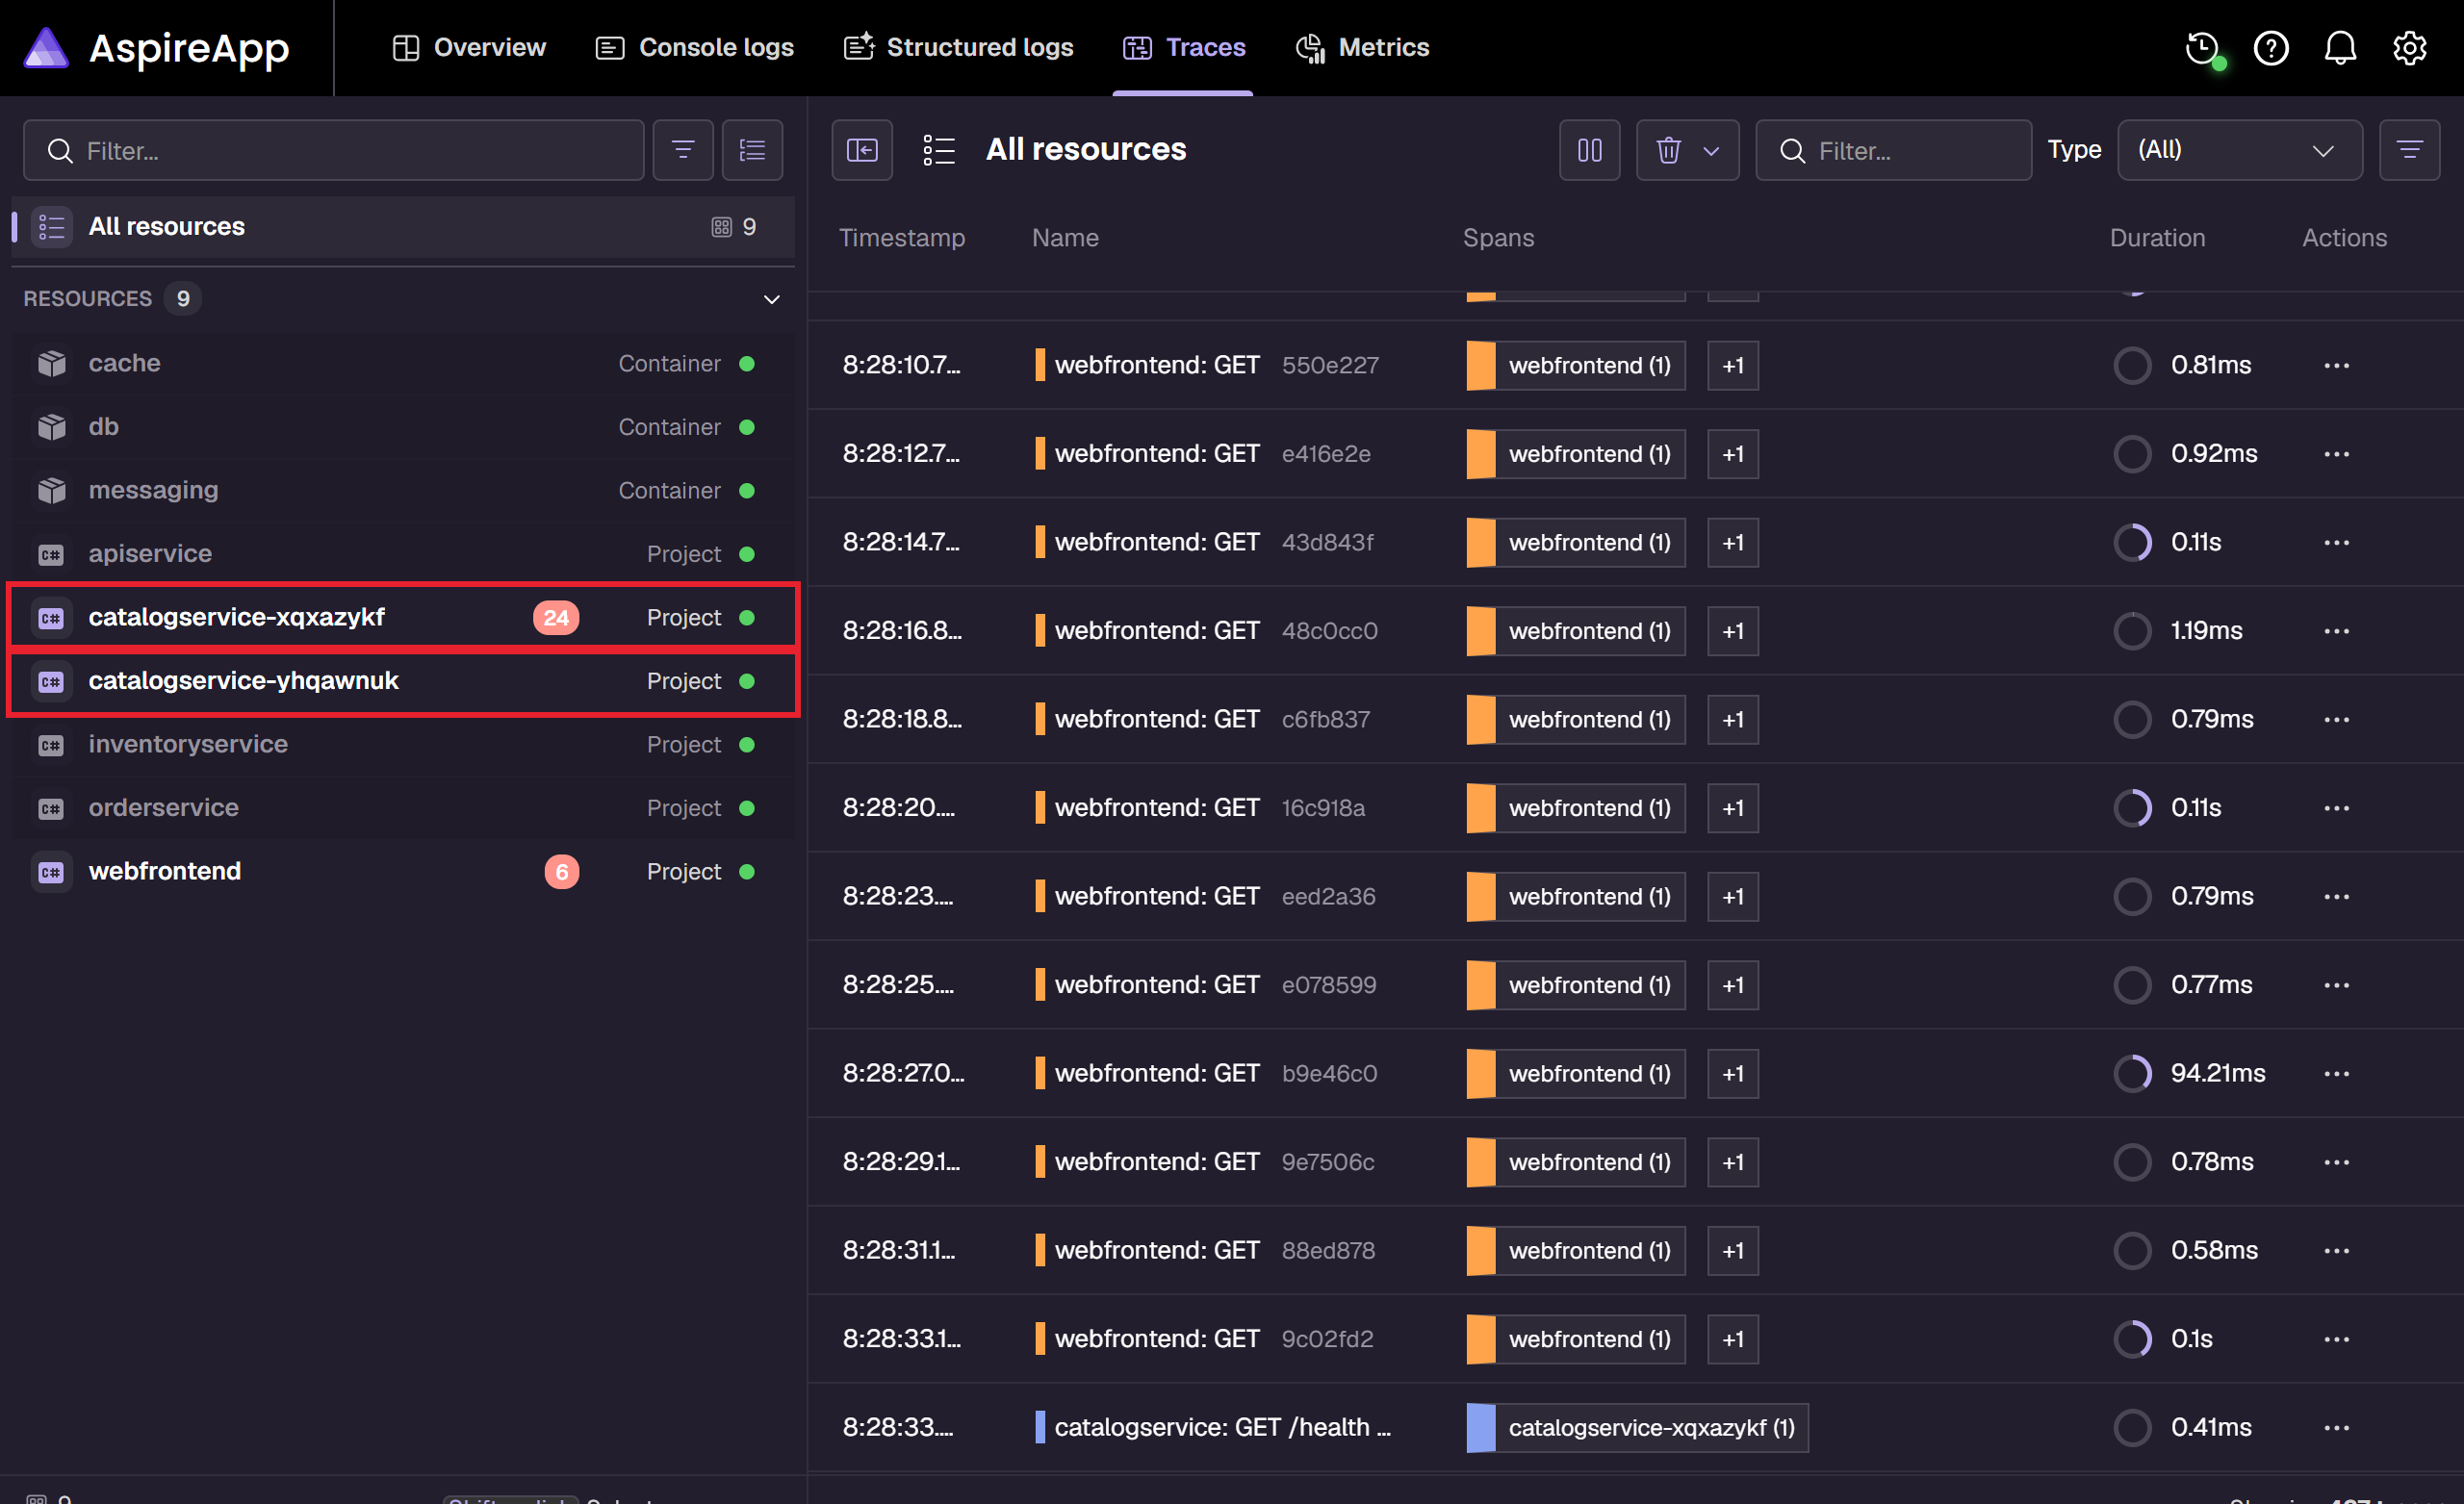 AspireApp
Overview
Console logs
Structured logs
Traces
Metrics
Filter...
All resources 9
RESOURCES 9
cache Container
db Container
messaging Container
C# apiservice Project
C# catalogservice-xqxazykf 24 Project
C# catalogservice-yhqawnuk Project
C# inventoryservice Project
C# orderservice Project
C# webfrontend 6 Project
All resources
Filter...
Type (All)
Timestamp Name Spans Duration Actions
8:28:10.7... webfrontend: GET 550e227 webfrontend (1) +1 0.81ms ...
8:28:12.7... webfrontend: GET e416e2e webfrontend (1) +1 0.92ms ...
8:28:14.7... webfrontend: GET 43d843f webfrontend (1) +1 0.11s ...
8:28:16.8... webfrontend: GET 48c0cc0 webfrontend (1) +1 1.19ms ...
8:28:18.8... webfrontend: GET c6fb837 webfrontend (1) +1 0.79ms ...
8:28:20.... webfrontend: GET 16c918a webfrontend (1) +1 0.11s ...
8:28:23.... webfrontend: GET eed2a36 webfrontend (1) +1 0.79ms ...
8:28:25.... webfrontend: GET e078599 webfrontend (1) +1 0.77ms ...
8:28:27.0... webfrontend: GET b9e46c0 webfrontend (1) +1 94.21ms ...
8:28:29.1... webfrontend: GET 9e7506c webfrontend (1) +1 0.78ms ...
8:28:31.1... webfrontend: GET 88ed878 webfrontend (1) +1 0.58ms ...
8:28:33.1... webfrontend: GET 9c02fd2 webfrontend (1) +1 0.1s ...
8:28:33.... catalogservice: GET /health ... catalogservice-xqxazykf (1) 0.41ms ...